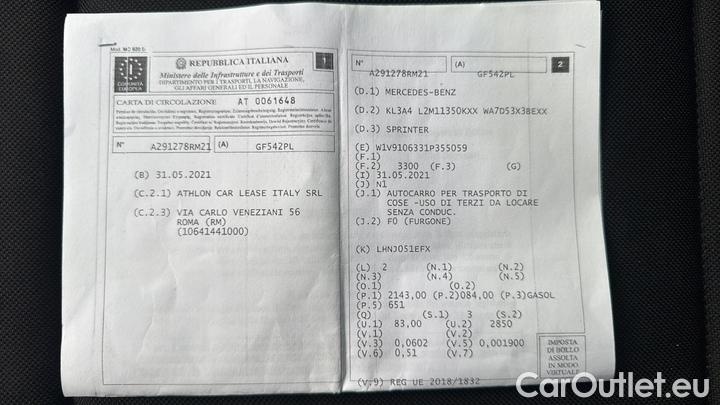 Mod. MC 820 E
COMUNITÀ EUROPEA
REPUBBLICA ITALIANA
1
Ministero delle Infrastrutture e dei Trasporti
DIPARTIMENTO PER I TRASPORTI, LA NAVIGAZIONE,
GLI AFFARI GENERALI ED IL PERSONALE
CARTA DI CIRCOLAZIONE AT 0061648
N° A291278RM21 (A) GF542PL
(B) 31.05.2021
(C.2.1) ATHLON CAR LEASE ITALY SRL
(C.2.3) VIA CARLO VENEZIANI 56
ROMA (RM)
(10641441000)
N° A291278RM21 (A) GF542PL 2
(D.1) MERCEDES-BENZ
(D.2) KL3A4 L2M11350KXX WA7D53X38EXX
(D.3) SPRINTER
(E) W1V9106331P355059
(F.1)
(F.2) 3300 (F.3) (G)
(I) 31.05.2021
(J) N1
(J.1) AUTOCARRO PER TRASPORTO DI
COSE -USO DI TERZI DA LOCARE
SENZA CONDUC.
(J.2) F0 (FURGONE)
(K) LHNJ051EFX
(L) 2 (N.1) (N.2)
(N.3) (N.4) (N.5)
(O.1) (O.2)
(P.1) 2143,00 (P.2)084,00 (P.3)GASOL
(P.5) 651
(Q) (S.1) 3 (S.2)
(U.1) 83,00 (U.2) 2850
(V.1) (V.2)
(V.3) 0,0602 (V.5) 0,001900
(V.6) 0,51 (V.7)
(V.9) REG UE 2018/1832
IMPOSTA
DI BOLLO
ASSOLTA
IN MODO
VIRTUALE
CarOutlet.eu